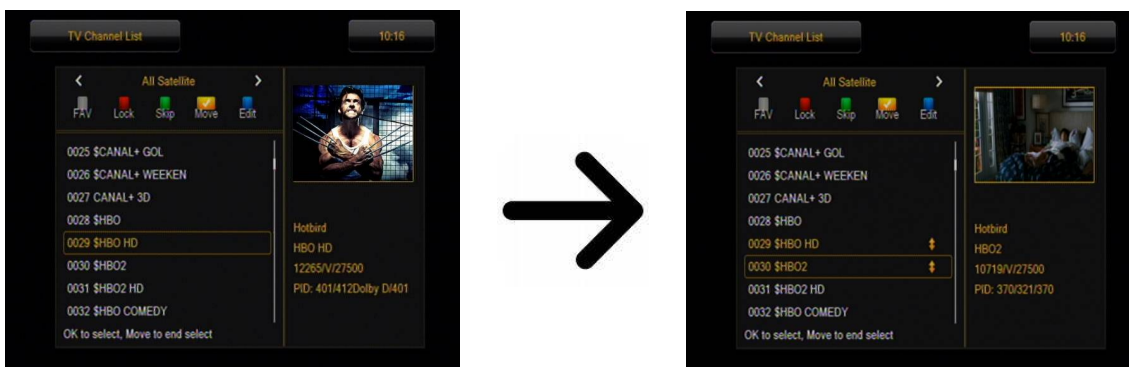 TV Channel List
10:16
All Satellite
FAV Lock Skip Move Edit
0025 $CANAL+ GOL
0026 $CANAL+ WEEKEN
0027 CANAL+ 3D
0028 $HBO
0029 $HBO HD
0030 $HBO2
0031 $HBO2 HD
0032 $HBO COMEDY
OK to select, Move to end select
Hotbird
HBO HD
12265/V/27500
PID: 401/412Dolby D/401
TV Channel List
10:16
All Satellite
FAV Lock Skip Move Edit
0025 $CANAL+ GOL
0026 $CANAL+ WEEKEN
0027 CANAL+ 3D
0028 $HBO
0029 $HBO HD
0030 $HBO2
0031 $HBO2 HD
0032 $HBO COMEDY
OK to select, Move to end select
Hotbird
HBO2
10719/V/27500
PID: 370/321/370